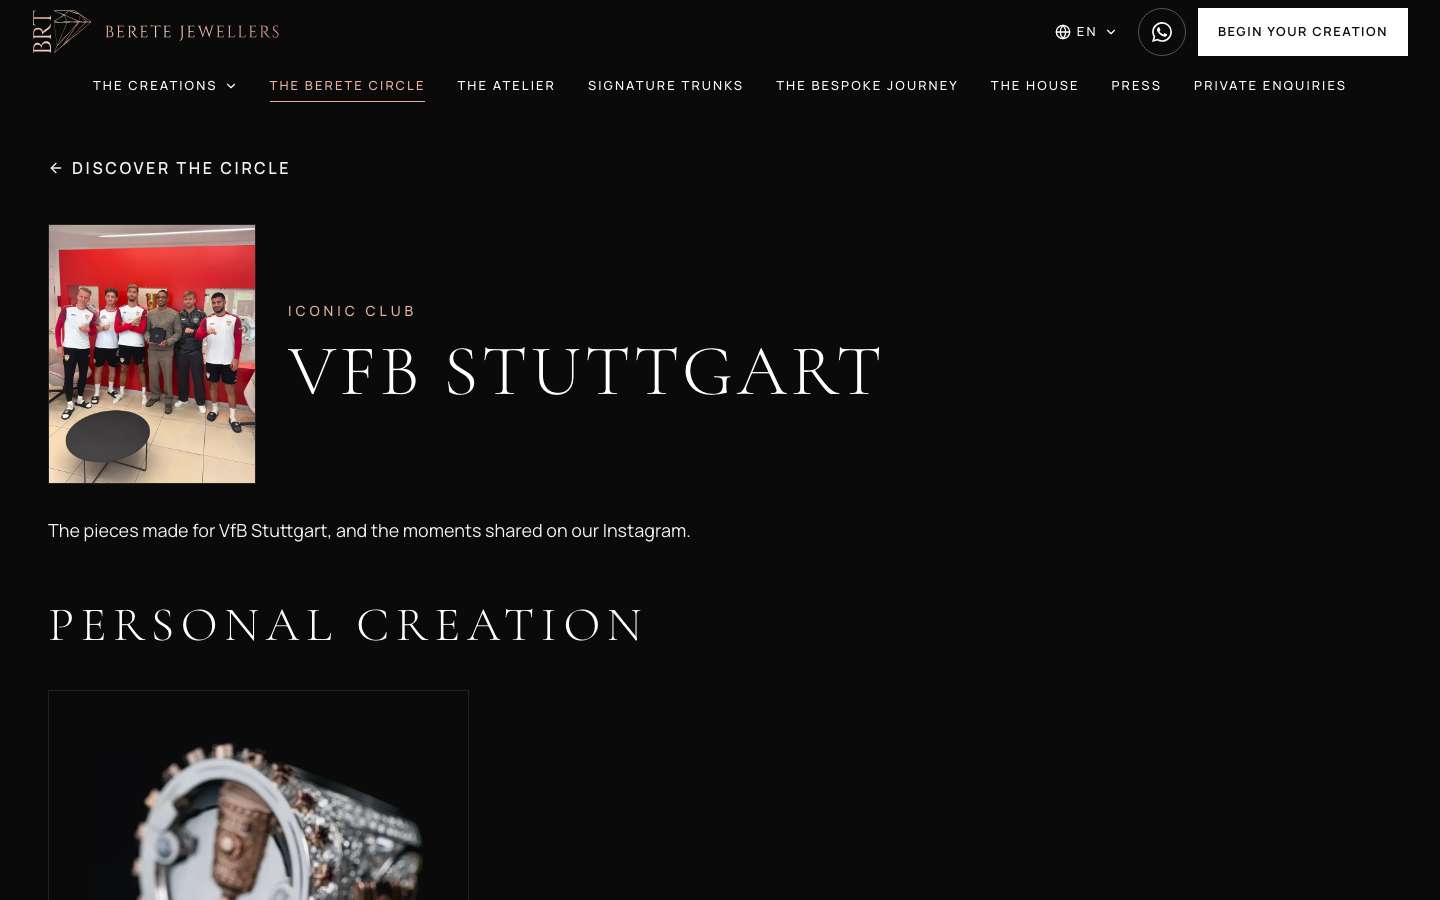 BRT
BERETE JEWELLERS
EN
BEGIN YOUR CREATION
THE CREATIONS
THE BERETE CIRCLE
THE ATELIER
SIGNATURE TRUNKS
THE BESPOKE JOURNEY
THE HOUSE
PRESS
PRIVATE ENQUIRIES
← DISCOVER THE CIRCLE
ICONIC CLUB
VFB STUTTGART
The pieces made for VfB Stuttgart, and the moments shared on our Instagram.
PERSONAL CREATION